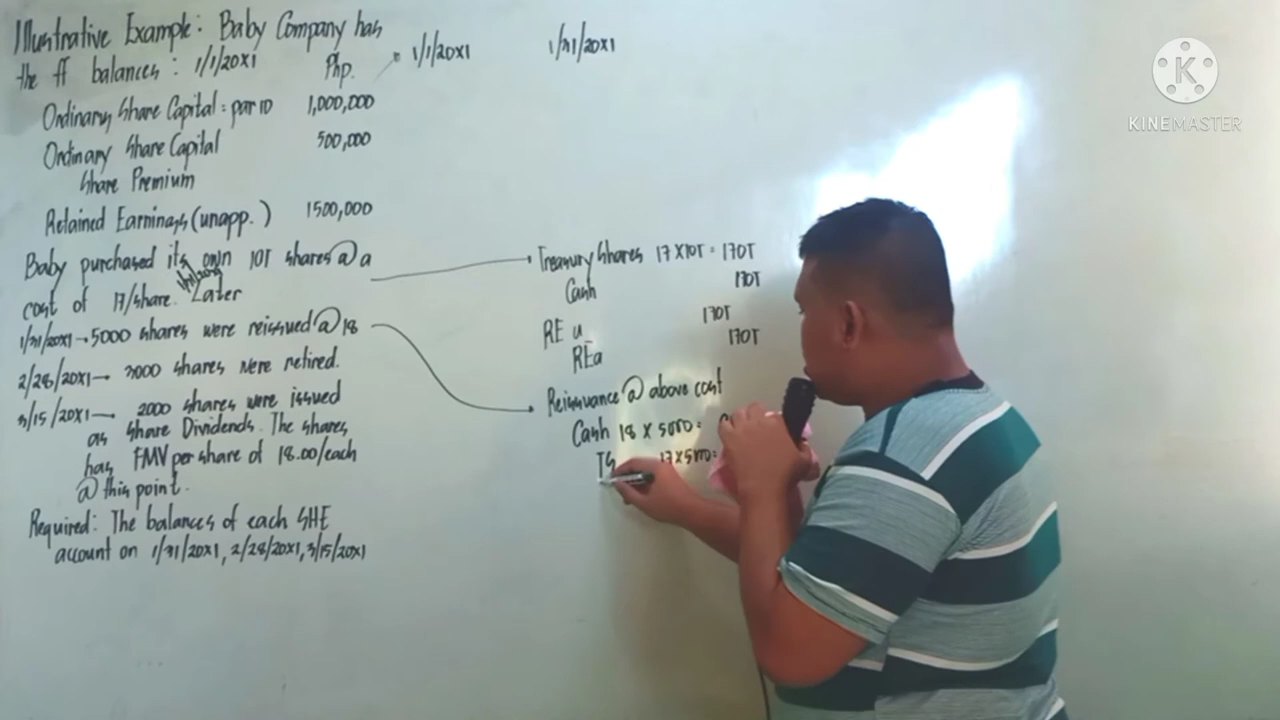 Illustrative Example: Baby Company has
the ff balances: 1/1/20X1 Php.
Ordinary Share Capital = par 10 1,000,000
Ordinary Share Capital 500,000
Share Premium
Retained Earnings (unapp.) 1500,000
Baby purchased its own 10T shares @ a
cost of 17/share. Later
1/31/20X1 → 5000 shares were reissued @ 18
2/28/20X1 → 3000 shares were retired.
3/15/20X1 → 2000 shares were issued
as share Dividends. The shares
has FMV per share of 18.00/each
@ this point.
Required: The balances of each SHE
account on 1/31/20X1, 2/28/20X1, 3/15/20X1
1/1/20X1 1/31/20X1
Treasury Shares 17 X 10T = 170T
Cash 170T
RE u 170T
REa 170T
Reissuance @ above cost
Cash 18 X 5000 =
TS 17 X 500 =
KINEMASTER